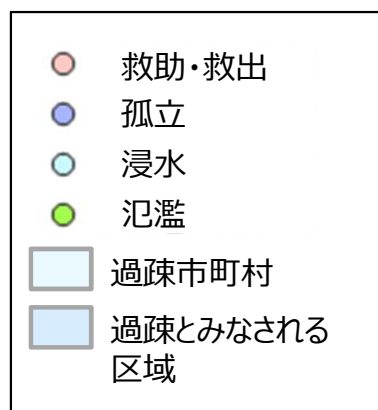 救助・救出
孤立
浸水
氾濫
過疎市町村
過疎とみなされる
区域